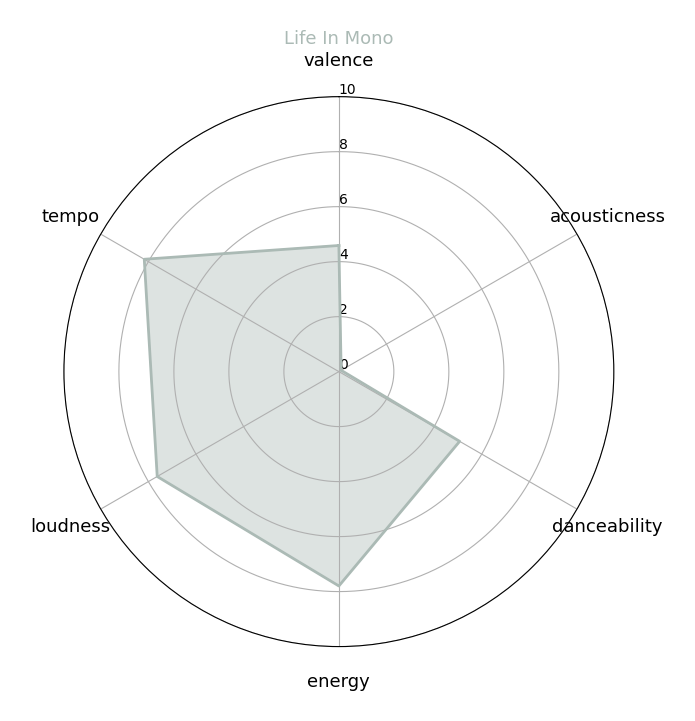 Life In Mono
valence
10
8
6
4
2
0
tempo
acousticness
loudness
danceability
energy